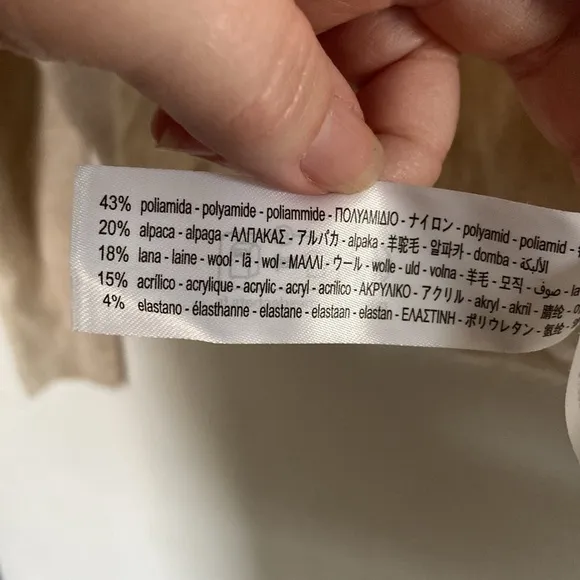 43% poliamida - polyamide - poliammide - ΠΟΛΥΑΜΙΔΙΟ - ナイロン - polyamid - poliamid -
20% alpaca - alpaga - ΑΛΠΑΚΑΣ - アルパカ - alpaka - 羊驼毛 - 알파카 - domba - الألبكة
18% lana - laine - wool - lã - wol - ΜΑΛΛΙ - ウール - wolle - uld - volna - 羊毛 - 모직 - صوف -
15% acrílico - acrylique - acrylic - acryl - acrílico - ΑΚΡΥΛΙΚΟ - アクリル - akryl - akril - 腈纶 -
4% elastano - élasthanne - elastane - elastaan - elastan - ΕΛΑΣΤΙΝΗ - ポリウレタン - 氨纶 -